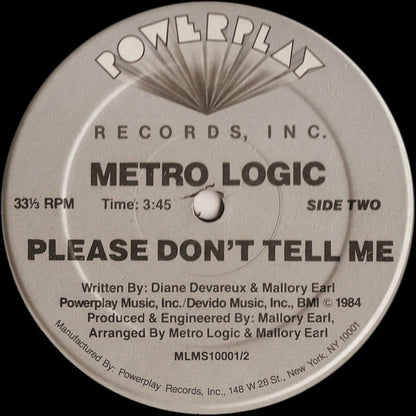 POWERPLAY
RECORDS, INC.
METRO LOGIC
33⅓ RPM Time: 3:45 SIDE TWO
PLEASE DON'T TELL ME
Written By: Diane Devareux & Mallory Earl
Powerplay Music, Inc./Devido Music, Inc., BMI © 1984
Produced & Engineered By: Mallory Earl,
Arranged By Metro Logic & Mallory Earl
MLMS10001/2
Manufactured By: Powerplay Records, Inc., 148 W 28 St., New York, NY 10001